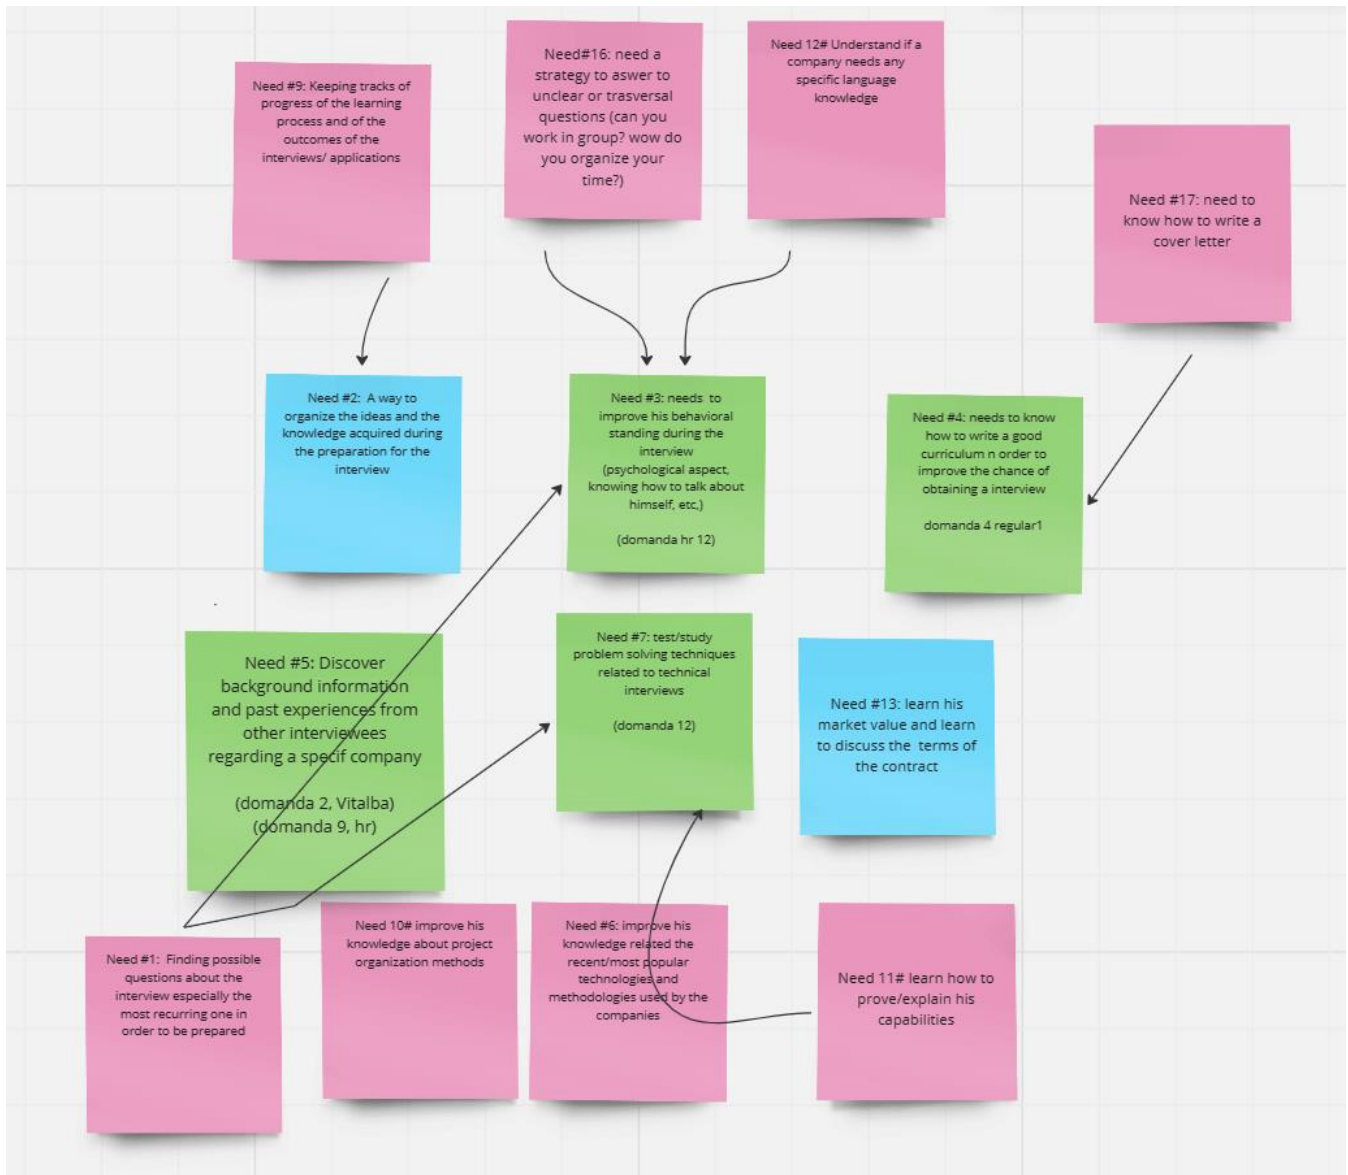 Need #9: Keeping tracks of
progress of the learning
process and of the
outcomes of the
interviews/ applications
Need#16: need a
strategy to aswer to
unclear or trasversal
questions (can you
work in group? wow do
you organize your
time?)
Need 12# Understand if a
company needs any
specific language
knowledge
Need #17: need to
know how to write a
cover letter
Need #2:  A way to
organize the ideas and the
knowledge acquired during
the preparation for the
interview
Need #3: needs  to
improve his behavioral
standing during the
interview
(psychological aspect,
knowing how to talk about
himself, etc,)
(domanda hr 12)
Need #4: needs to know
how to write a good
curriculum n order to
improve the chance of
obtaining a interview
domanda 4 regular1
Need #5: Discover
background information
and past experiences from
other interviewees
regarding a specif company
(domanda 2, Vitalba)
(domanda 9, hr)
Need #7: test/study
problem solving techniques
related to technical
interviews
(domanda 12)
Need #13: learn his
market value and learn
to discuss the  terms of
the contract
Need #1:  Finding possible
questions about the
interview especially the
most recurring one in
order to be prepared
Need 10# improve his
knowledge about project
organization methods
Need #6: improve his
knowledge related the
recent/most popular
technologies and
methodologies used by the
companies
Need 11# learn how to
prove/explain his
capabilities